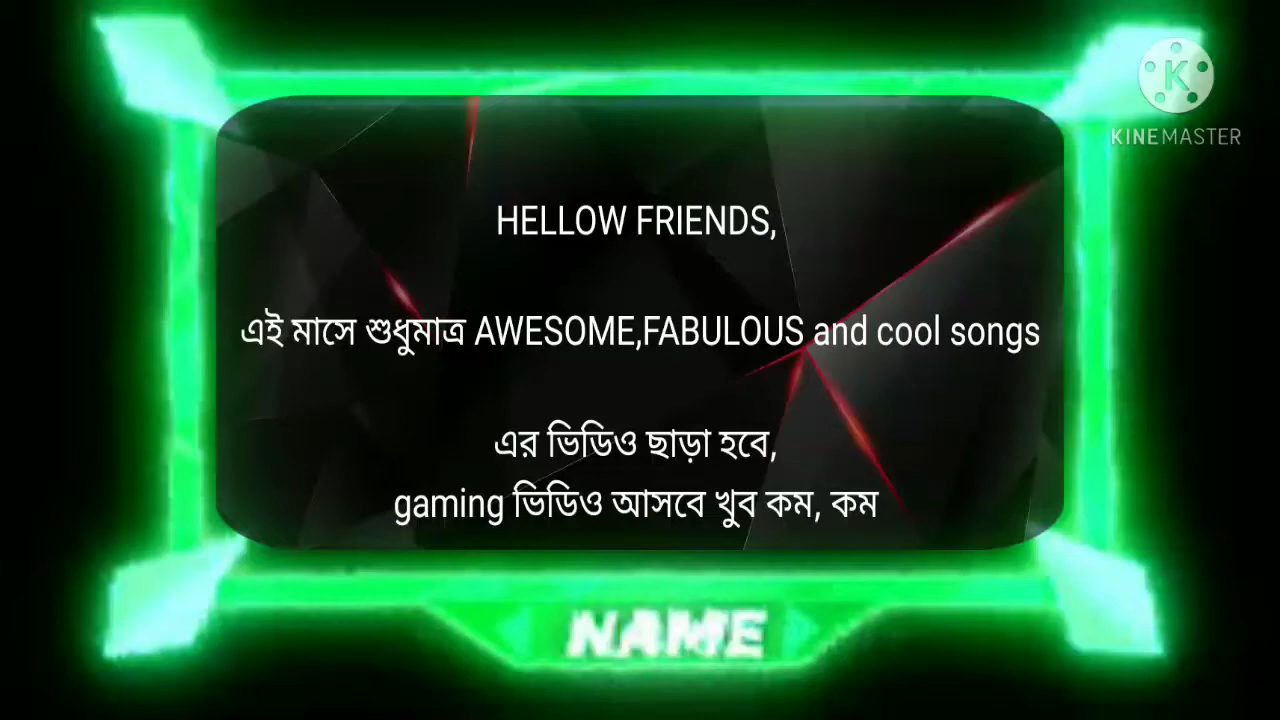 KINEMASTER
HELLOW FRIENDS,
এই মাসে শুধুমাত্র AWESOME,FABULOUS and cool songs
এর ভিডিও ছাড়া হবে,
gaming ভিডিও আসবে খুব কম, কম
NAME